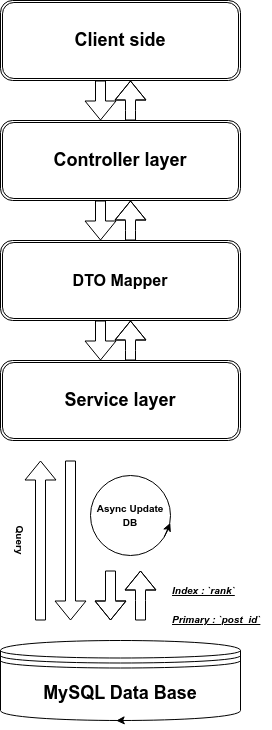 Client side
Controller layer
DTO Mapper
Service layer
Query
Async Update
DB
Index : `rank`
Primary : `post_id`
MySQL Data Base